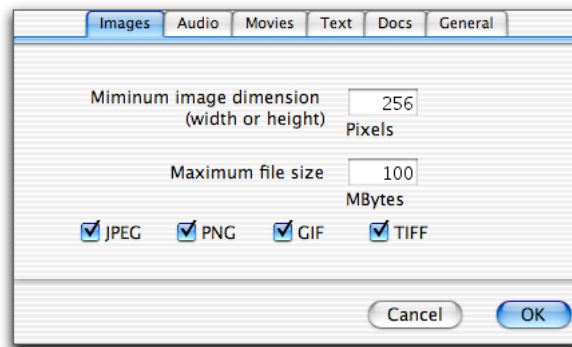 Images Audio Movies Text Docs General
Miminum image dimension 256
(width or height)
Pixels
Maximum file size 100
MBytes
JPEG PNG GIF TIFF
Cancel OK